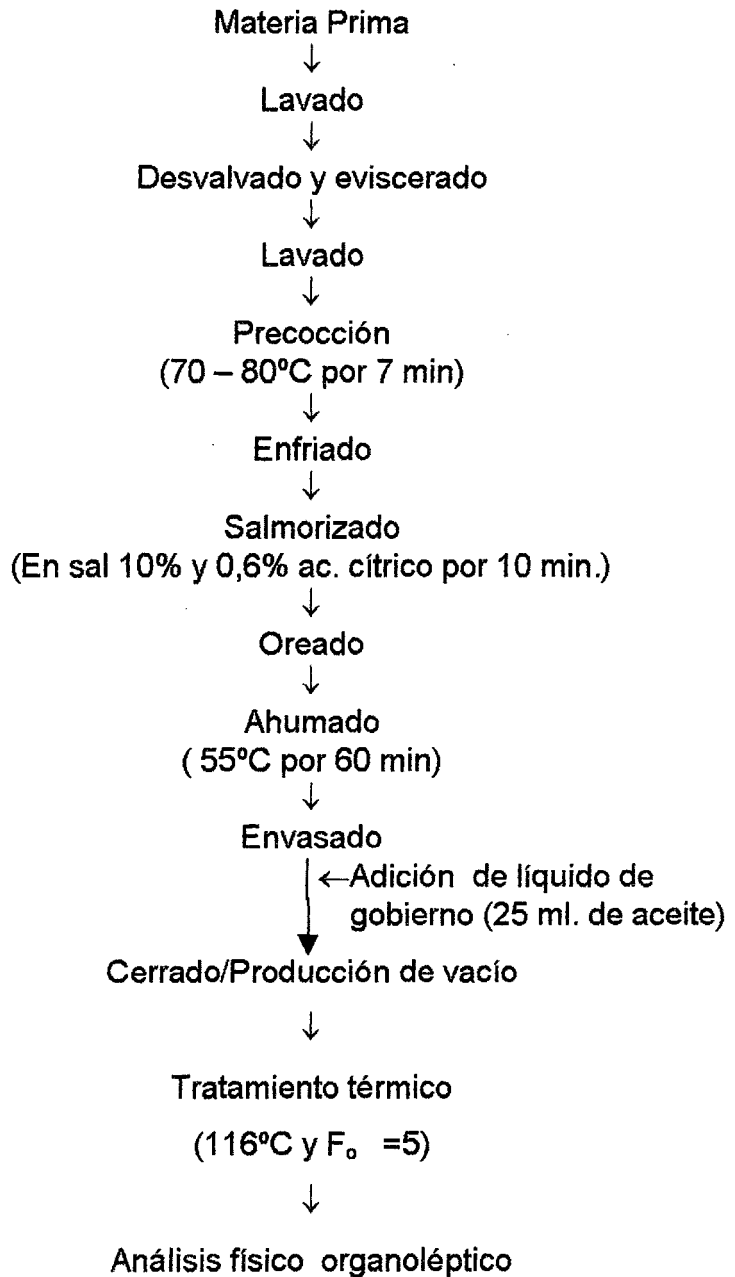 Materia Prima
↓
Lavado
↓
Desvalvado y eviscerado
↓
Lavado
↓
Precocción
(70 – 80ºC por 7 min)
↓
Enfriado
↓
Salmorizado
(En sal 10% y 0,6% ac. cítrico por 10 min.)
↓
Oreado
↓
Ahumado
( 55ºC por 60 min)
↓
Envasado
←Adición de líquido de
gobierno (25 ml. de aceite)
Cerrado/Producción de vacío
↓
Tratamiento térmico
(116ºC y Fₒ =5)
↓
Análisis físico organoléptico